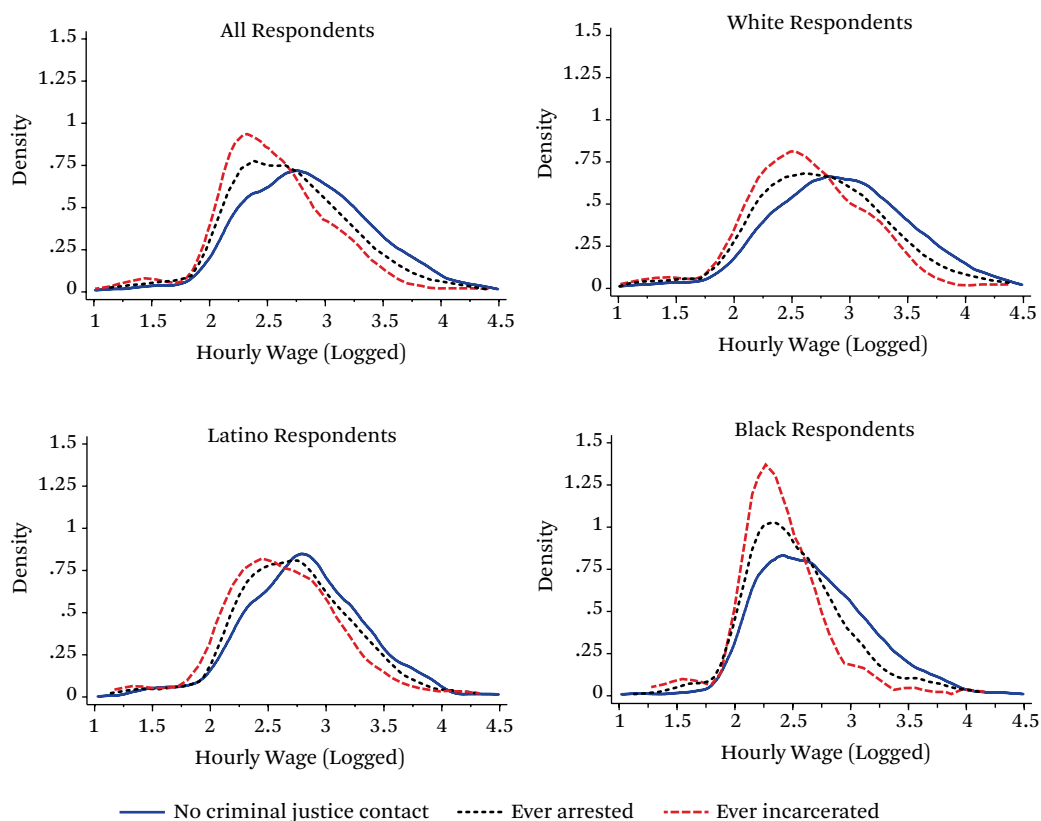 All Respondents
1.5
1.25
1
.75
.5
.25
0
Density
1 1.5 2 2.5 3 3.5 4 4.5
Hourly Wage (Logged)
White Respondents
1.5
1.25
1
.75
.5
.25
0
Density
1 1.5 2 2.5 3 3.5 4 4.5
Hourly Wage (Logged)
Latino Respondents
1.5
1.25
1
.75
.5
.25
0
Density
1 1.5 2 2.5 3 3.5 4 4.5
Hourly Wage (Logged)
Black Respondents
1.5
1.25
1
.75
.5
.25
0
Density
1 1.5 2 2.5 3 3.5 4 4.5
Hourly Wage (Logged)
No criminal justice contact Ever arrested Ever incarcerated